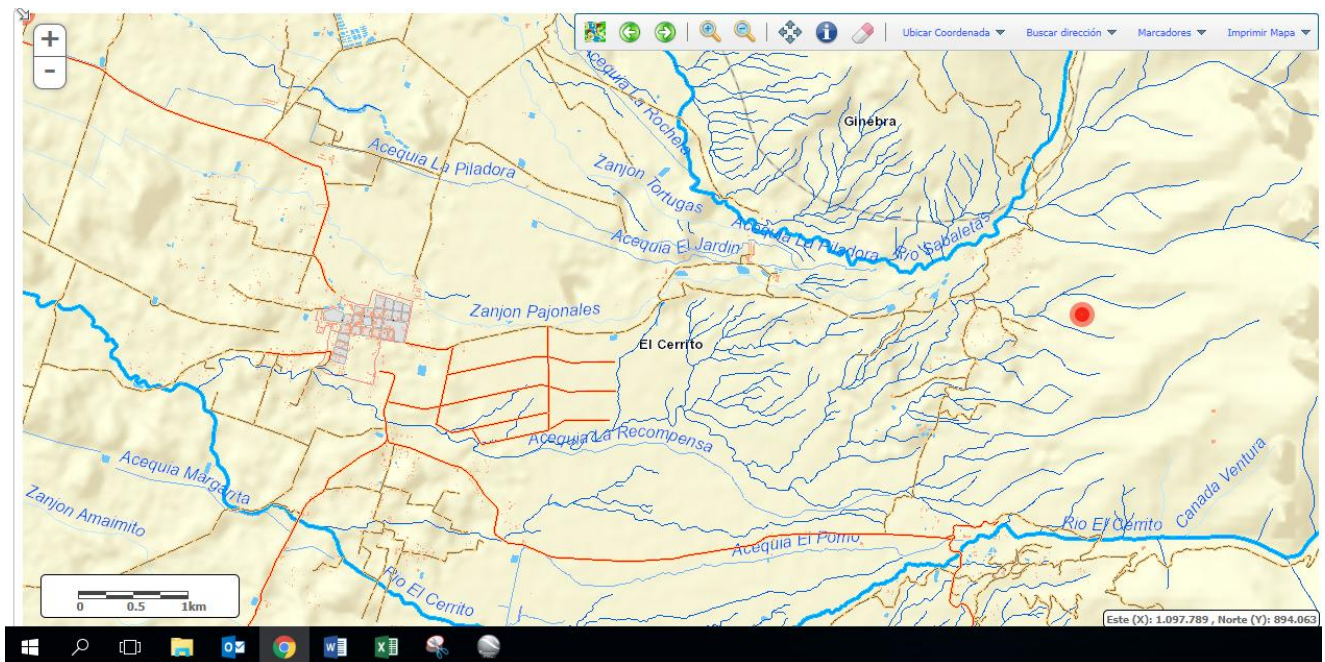 +
-
Ubicar Coordenada
Buscar dirección
Marcadores
Imprimir Mapa
Acequia La Rochela
Ginebra
Acequia La Piladora
Zanjon Tortugas
Acequia El Jardin
Acequia La Piladora
Rio Sabaletas
Zanjon Pajonales
El Cerrito
Acequia La Recompensa
Acequia Margarita
Zanjon Amaimito
Canada Ventura
Rio El Cerrito
Acequia El Pomo
Rio El Cerrito
0 0.5 1km
Este (X): 1.097.789 , Norte (Y): 894.063